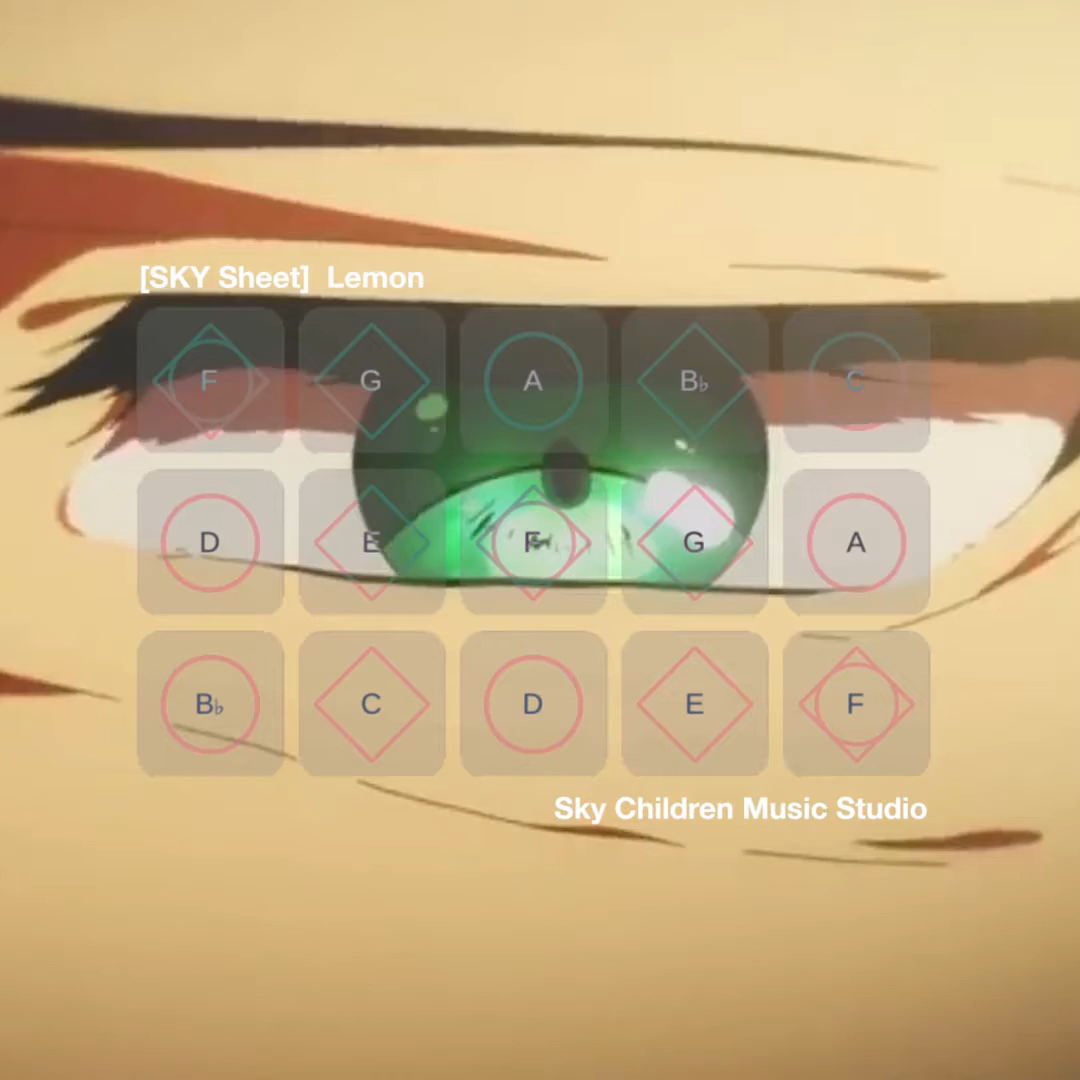 [SKY Sheet]  Lemon
F G A B♭ C
D E F G A
B♭ C D E F
Sky Children Music Studio